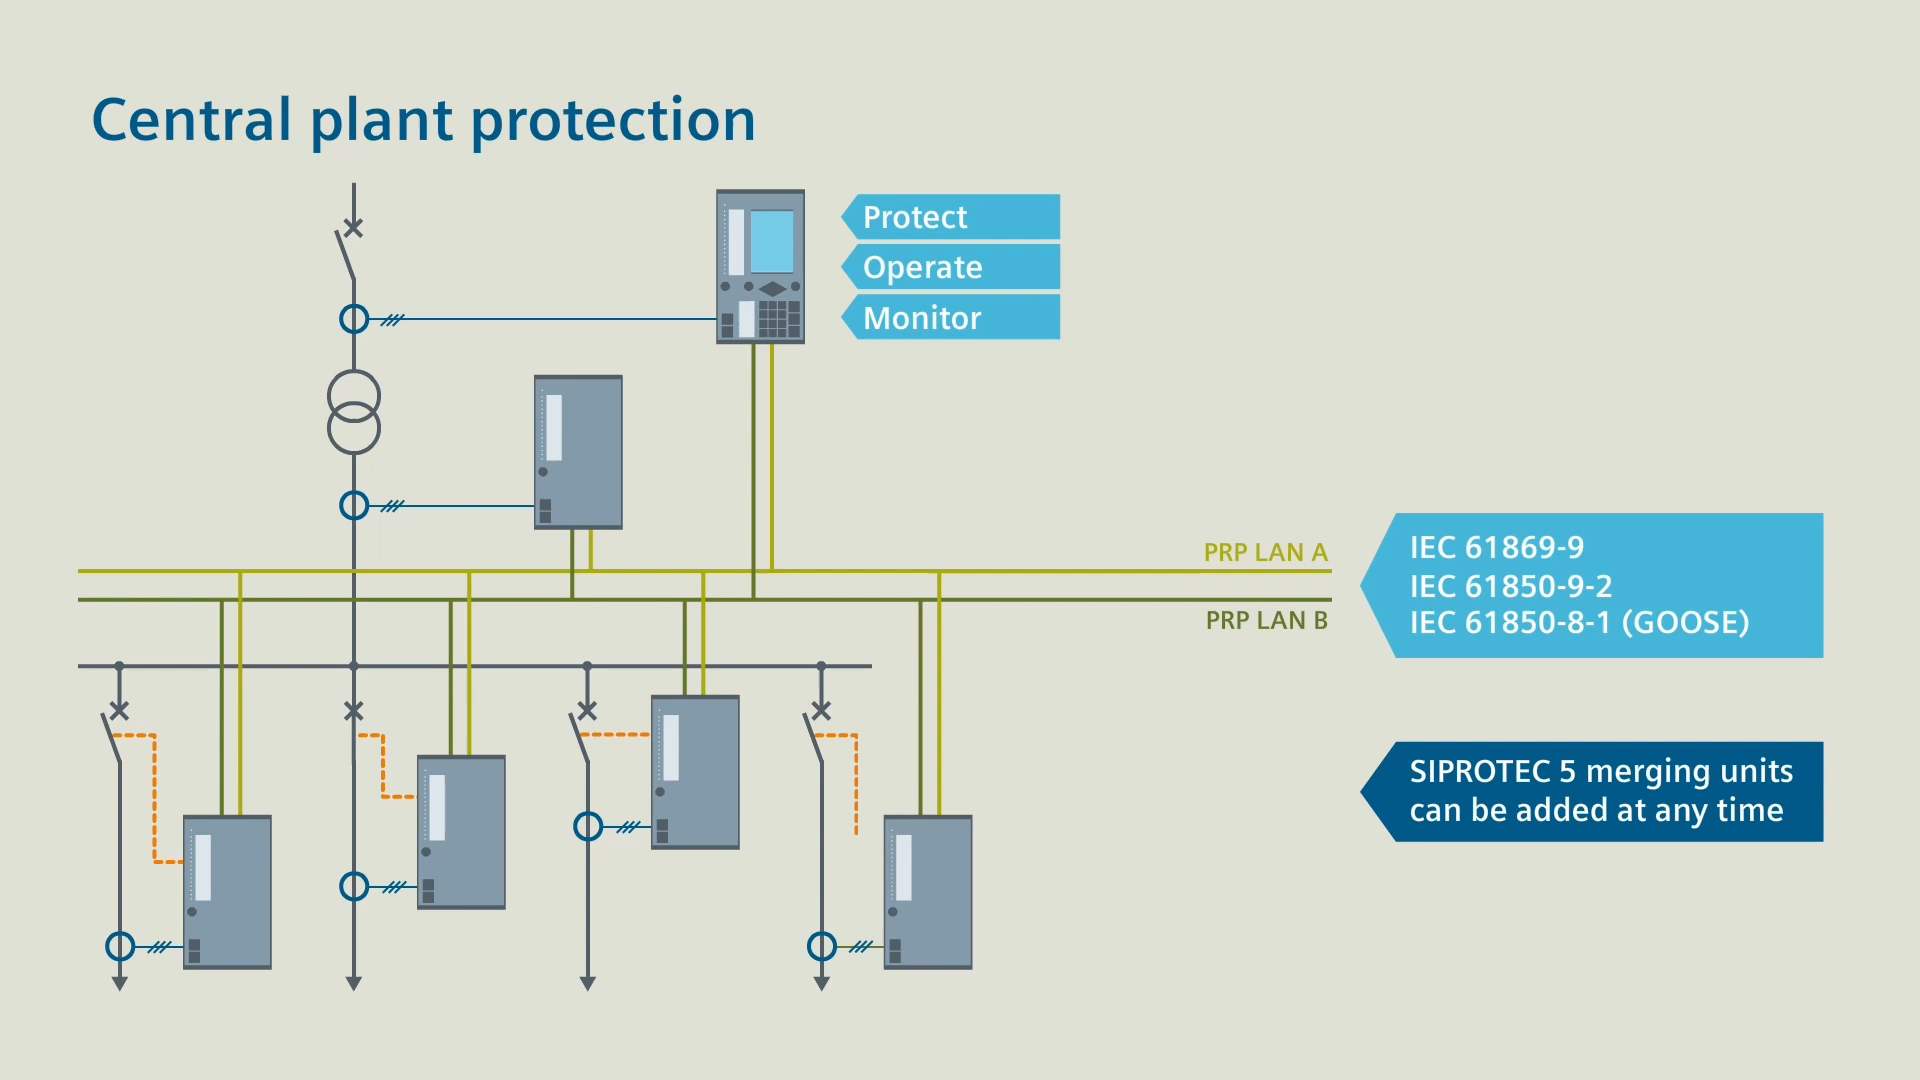 Central plant protection
Protect
Operate
Monitor
PRP LAN A
PRP LAN B
IEC 61869-9
IEC 61850-9-2
IEC 61850-8-1 (GOOSE)
SIPROTEC 5 merging units
can be added at any time